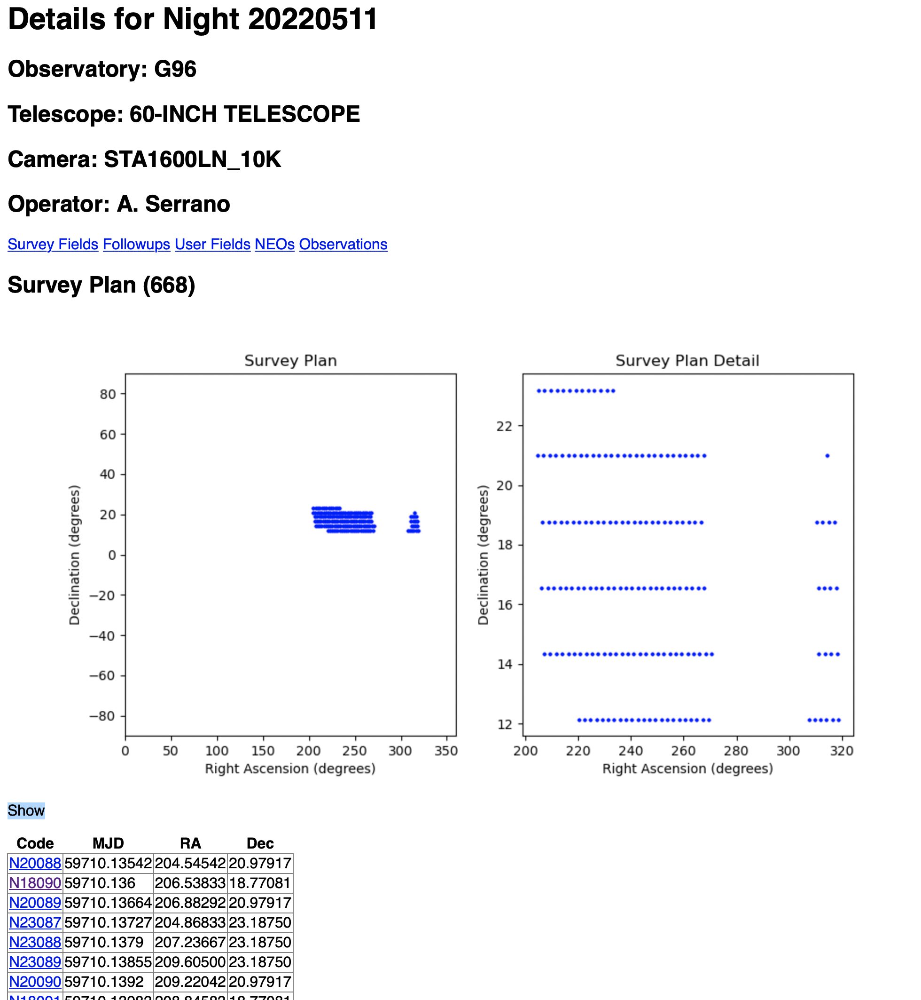 Details for Night 20220511
Observatory: G96
Telescope: 60-INCH TELESCOPE
Camera: STA1600LN_10K
Operator: A. Serrano
Survey Fields Followups User Fields NEOs Observations
Survey Plan (668)
Survey Plan
80
60
40
20
0
−20
−40
−60
−80
Declination (degrees)
0 50 100 150 200 250 300 350
Right Ascension (degrees)
Survey Plan Detail
22
20
18
16
14
12
Declination (degrees)
200 220 240 260 280 300 320
Right Ascension (degrees)
Show
Code MJD RA Dec
N20088 59710.13542 204.54542 20.97917
N18090 59710.136 206.53833 18.77081
N20089 59710.13664 206.88292 20.97917
N23087 59710.13727 204.86833 23.18750
N23088 59710.1379 207.23667 23.18750
N23089 59710.13855 209.60500 23.18750
N20090 59710.1392 209.22042 20.97917